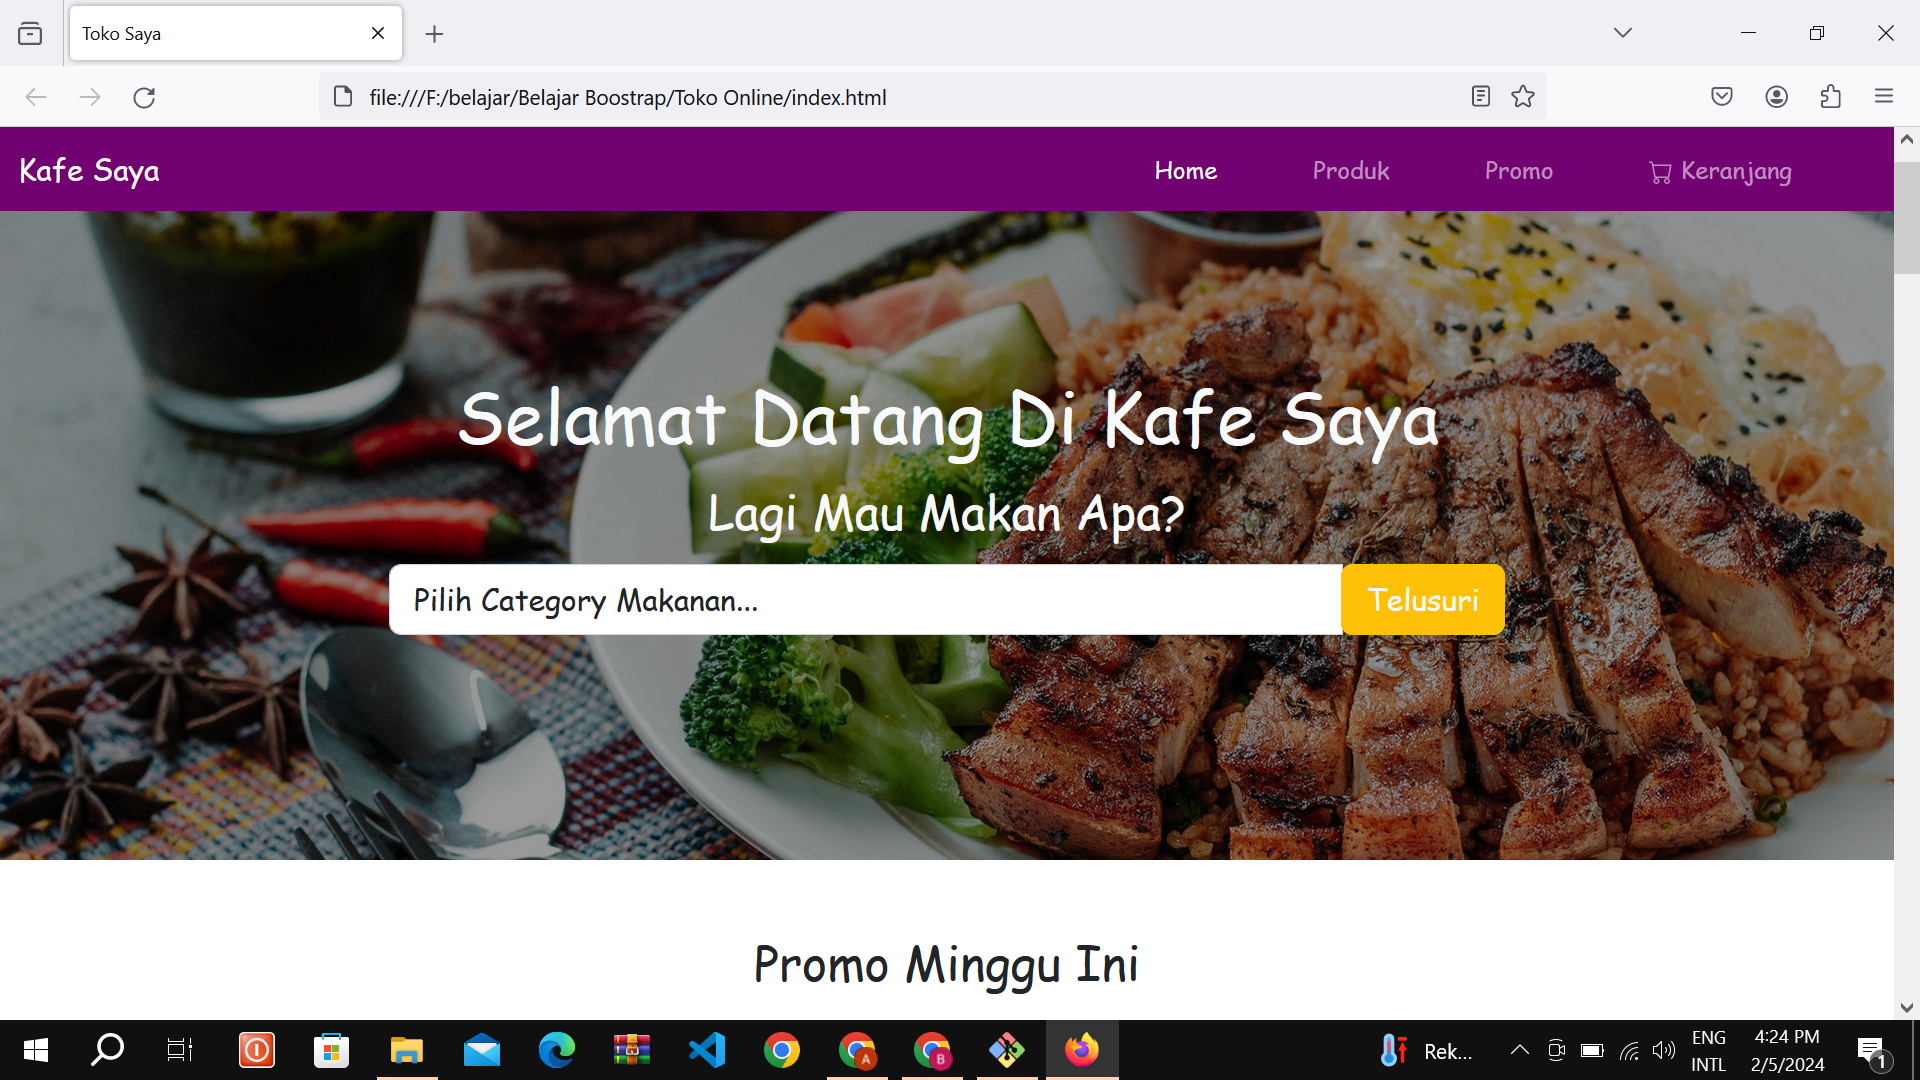 Toko Saya
file:///F:/belajar/Belajar Boostrap/Toko Online/index.html
Kafe Saya
Home
Produk
Promo
Keranjang
Selamat Datang Di Kafe Saya
Lagi Mau Makan Apa?
Pilih Category Makanan...
Telusuri
Promo Minggu Ini
A
B
Rek...
ENG
INTL
4:24 PM
2/5/2024
1